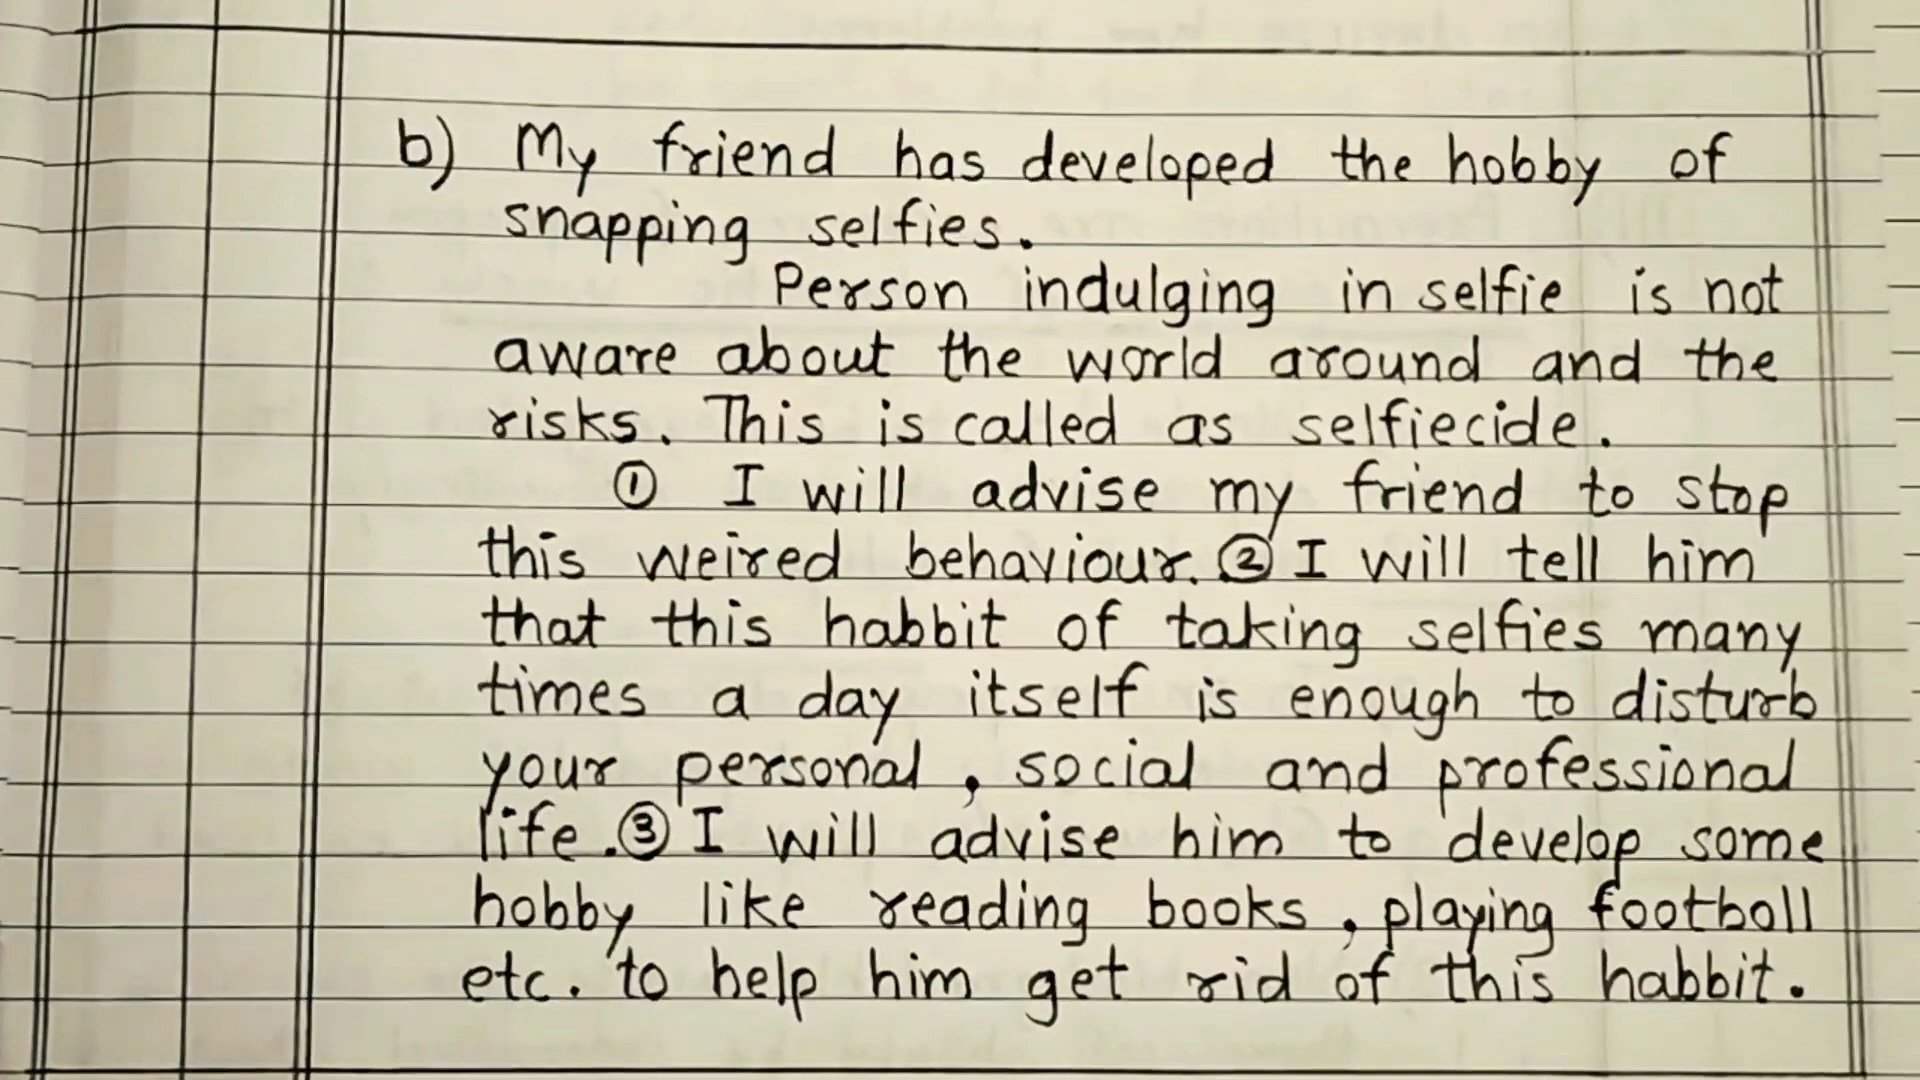 b) My friend has developed the hobby of
snapping selfies.
Person indulging in selfie is not
aware about the world around and the
risks. This is called as selfiecide.
① I will advise my friend to stop
this weired behaviour. ② I will tell him
that this habbit of taking selfies many
times a day itself is enough to disturb
your personal, social and professional
life. ③ I will advise him to develop some
hobby like reading books, playing football
etc. to help him get rid of this habbit.